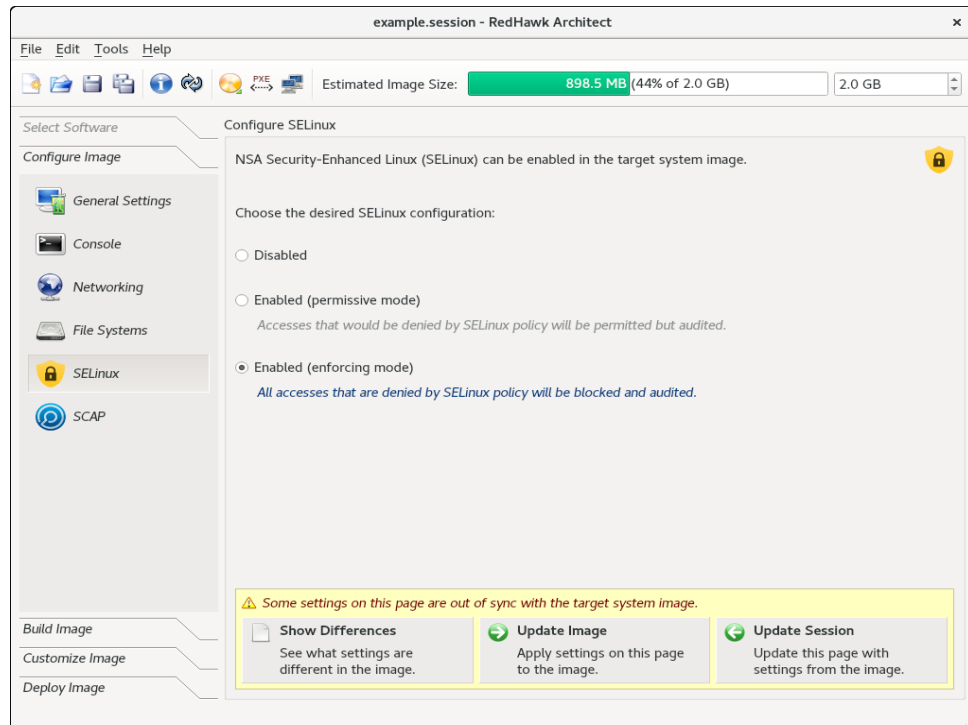 example.session - RedHawk Architect
×
File Edit Tools Help
PXE
Estimated Image Size:
898.5 MB (44% of 2.0 GB)
2.0 GB
Select Software
Configure Image
General Settings
Console
Networking
File Systems
SELinux
SCAP
Build Image
Customize Image
Deploy Image
Configure SELinux
NSA Security-Enhanced Linux (SELinux) can be enabled in the target system image.
Choose the desired SELinux configuration:
Disabled
Enabled (permissive mode)
Accesses that would be denied by SELinux policy will be permitted but audited.
Enabled (enforcing mode)
All accesses that are denied by SELinux policy will be blocked and audited.
Some settings on this page are out of sync with the target system image.
Show Differences
See what settings are
different in the image.
Update Image
Apply settings on this page
to the image.
Update Session
Update this page with
settings from the image.